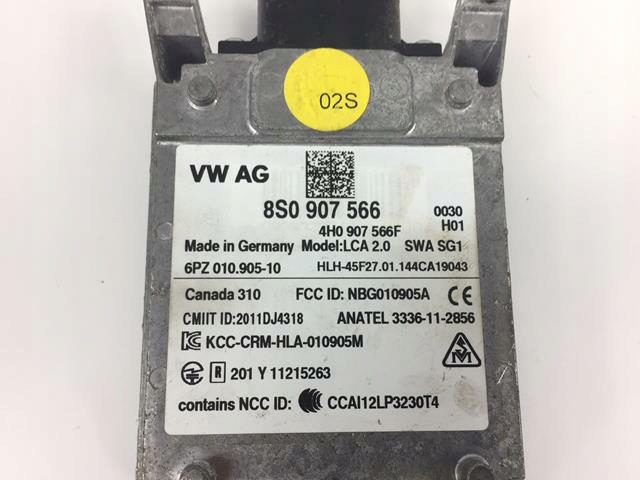 02S
VW AG
8S0 907 566 0030
4H0 907 566F H01
Made in Germany Model:LCA 2.0 SWA SG1
6PZ 010.905-10 HLH-45F27.01.144CA19043
Canada 310 FCC ID: NBG010905A CE
CMIIT ID:2011DJ4318 ANATEL 3336-11-2856
KCC-CRM-HLA-010905M
R 201 Y 11215263
contains NCC ID: CCAI12LP3230T4